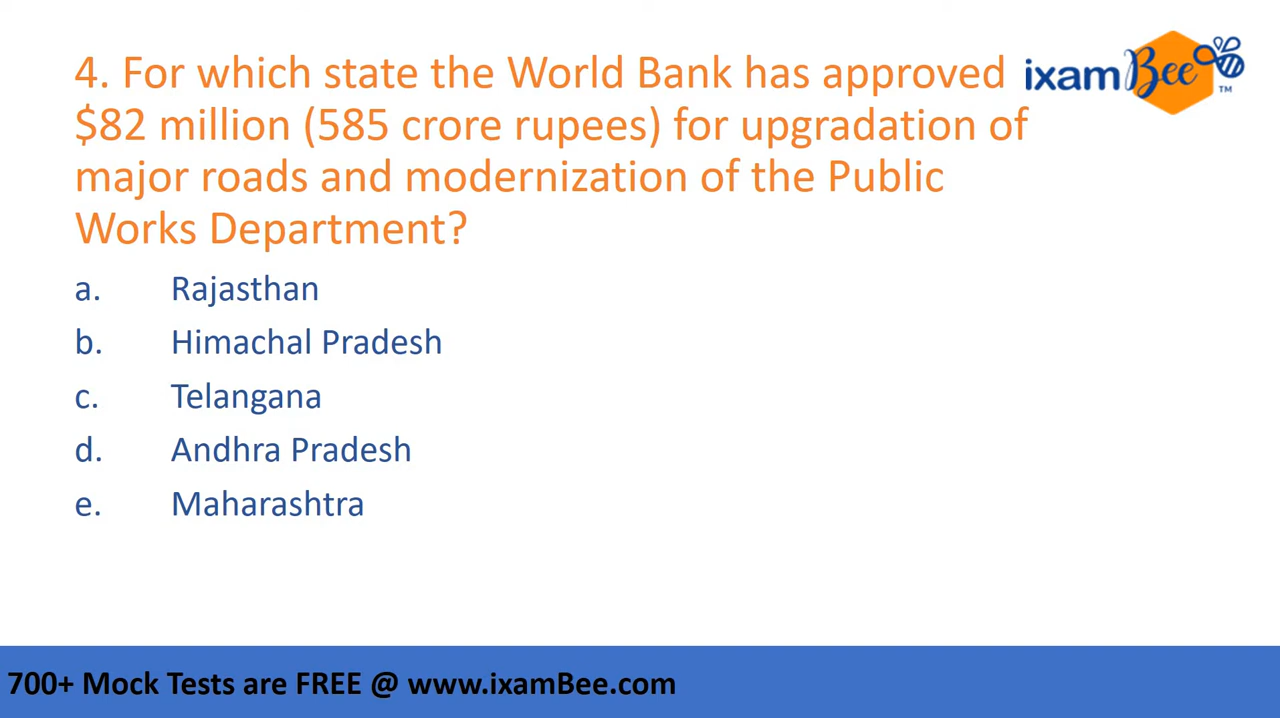 4. For which state the World Bank has approved
$82 million (585 crore rupees) for upgradation of
major roads and modernization of the Public
Works Department?
ixamBee™
a. Rajasthan
b. Himachal Pradesh
c. Telangana
d. Andhra Pradesh
e. Maharashtra
700+ Mock Tests are FREE @ www.ixamBee.com